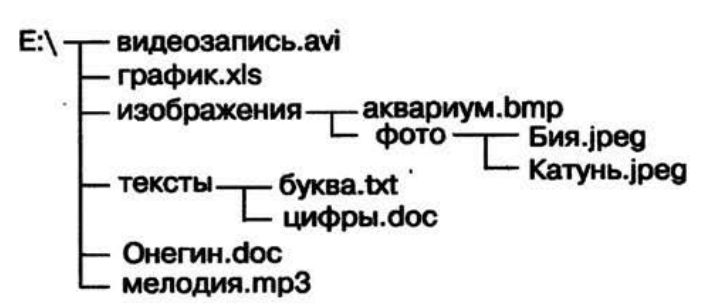 E:\ видеозапись.avi
график.xls
изображения аквариум.bmp
фото Бия.jpeg
Катунь.jpeg
тексты буква.txt
цифры.doc
Онегин.doc
мелодия.mp3